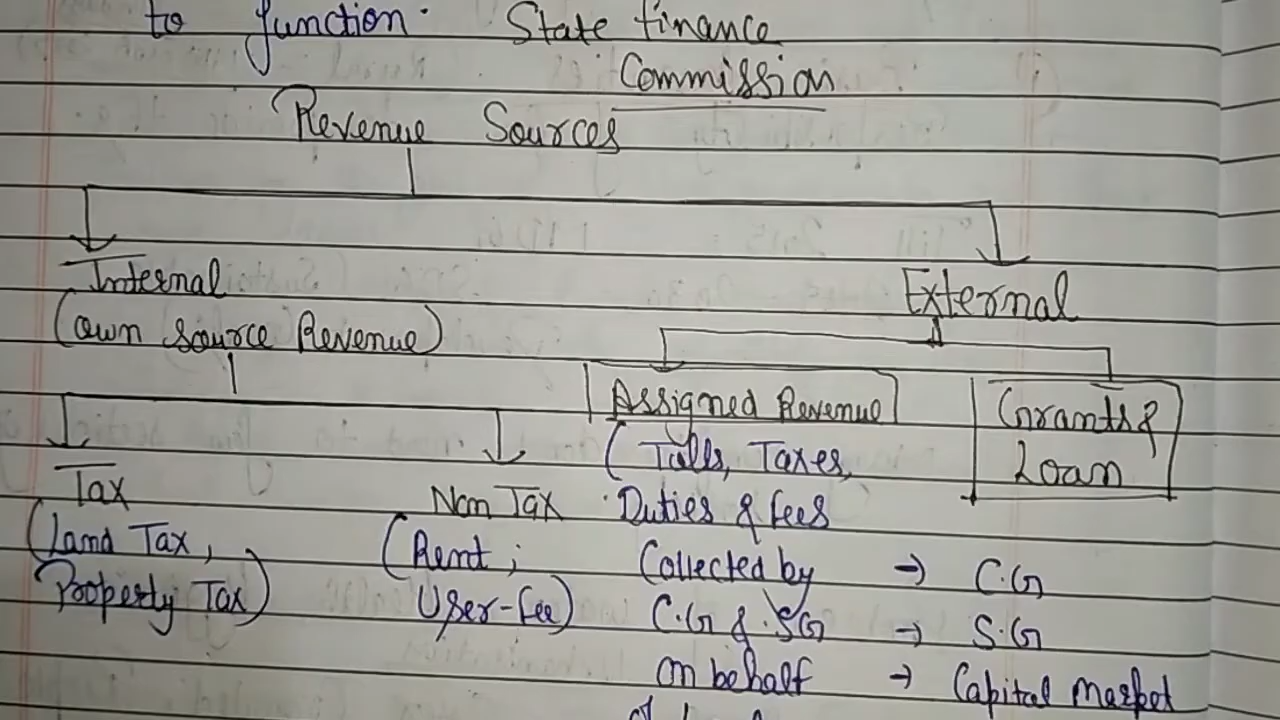 to function. State finance
Commission
Revenue Sources
Internal
(own source Revenue)
External
Tax
(Land Tax,
Property Tax)
Non Tax
(Rent;
User-fee)
Assigned Revenue
(Tolls, Taxes,
Duties & fees
Collected by
C.G & SG
on behalf
Grants &
Loan
→ C.G
→ S.G
→ Capital Market